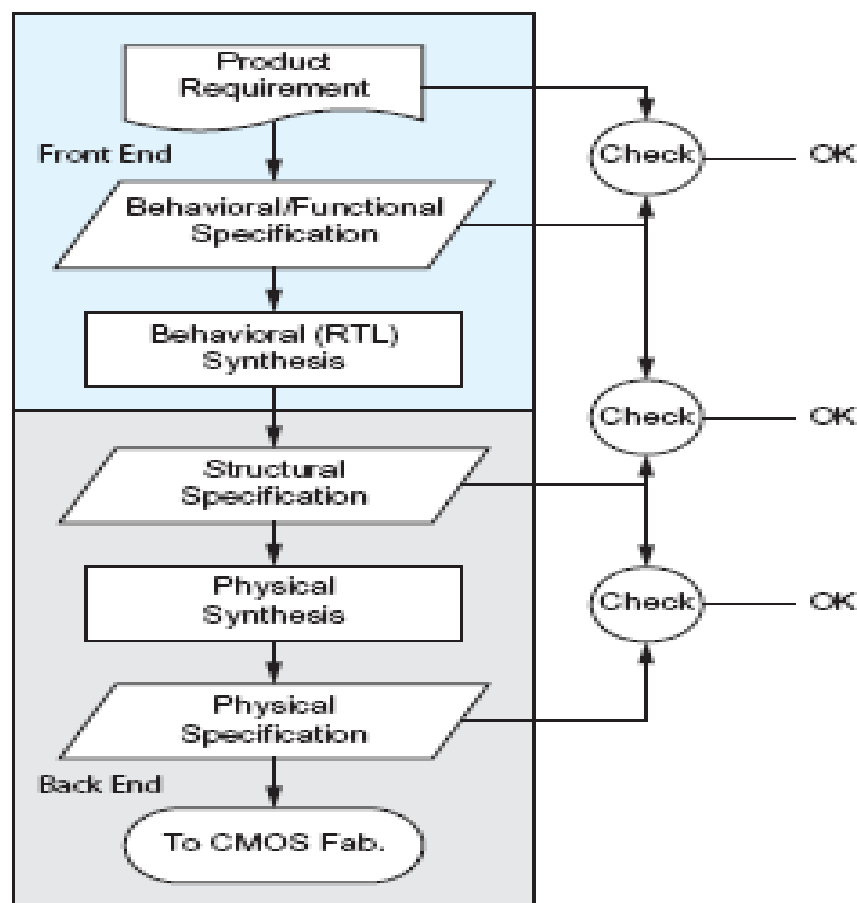 Product
Requirement
Front End
Check
OK
Behavioral/Functional
Specification
Behavioral (RTL)
Synthesis
Check
OK
Structural
Specification
Physical
Synthesis
Check
OK
Physical
Specification
Back End
To CMOS Fab.